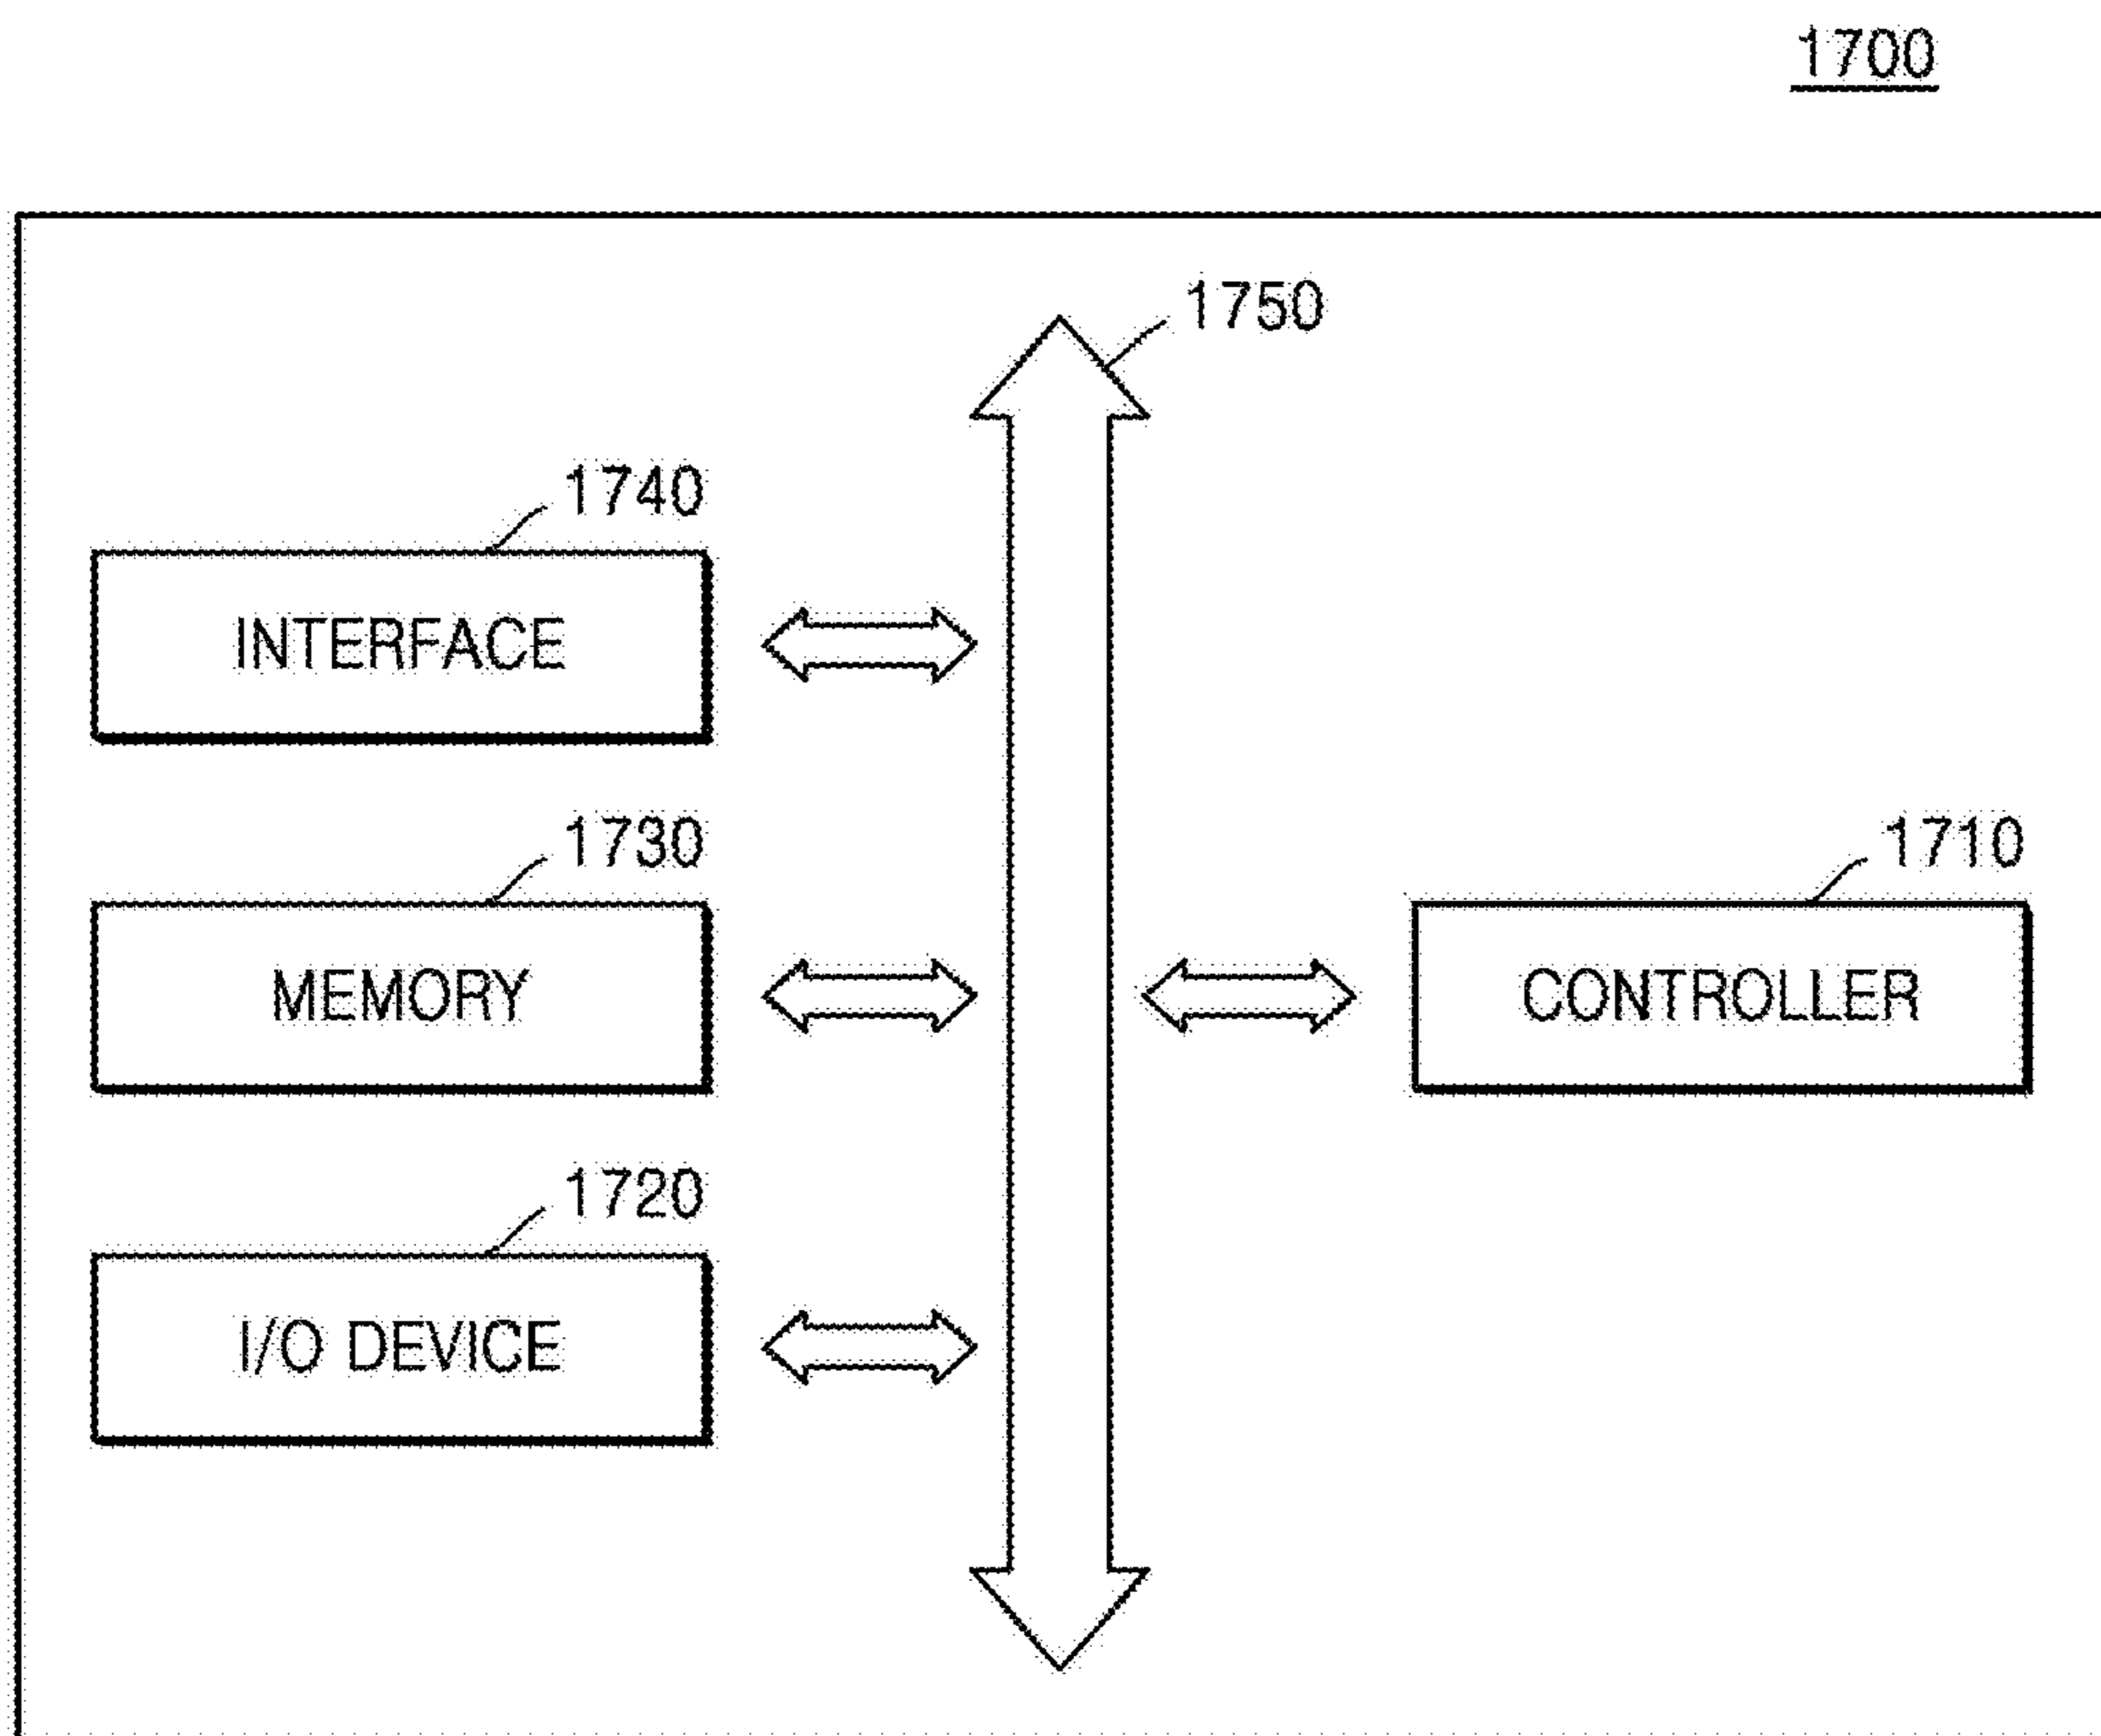 1700
1750
1740
INTERFACE
1730
1710
MEMORY
CONTROLLER
1720
I/O DEVICE